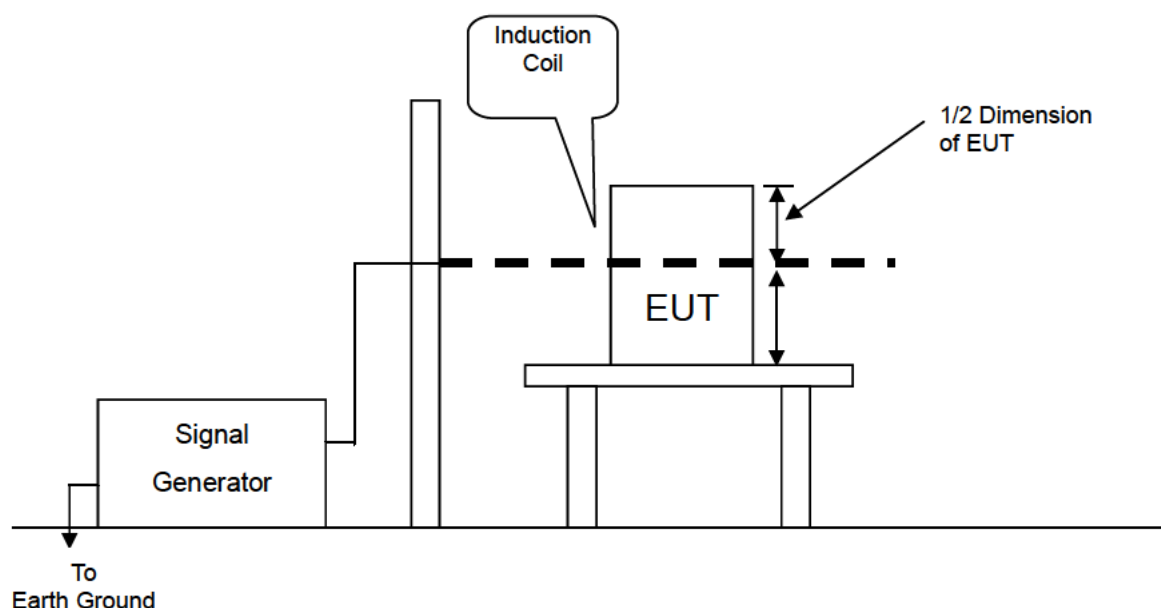 Induction
Coil
1/2 Dimension
of EUT
EUT
Signal
Generator
To
Earth Ground